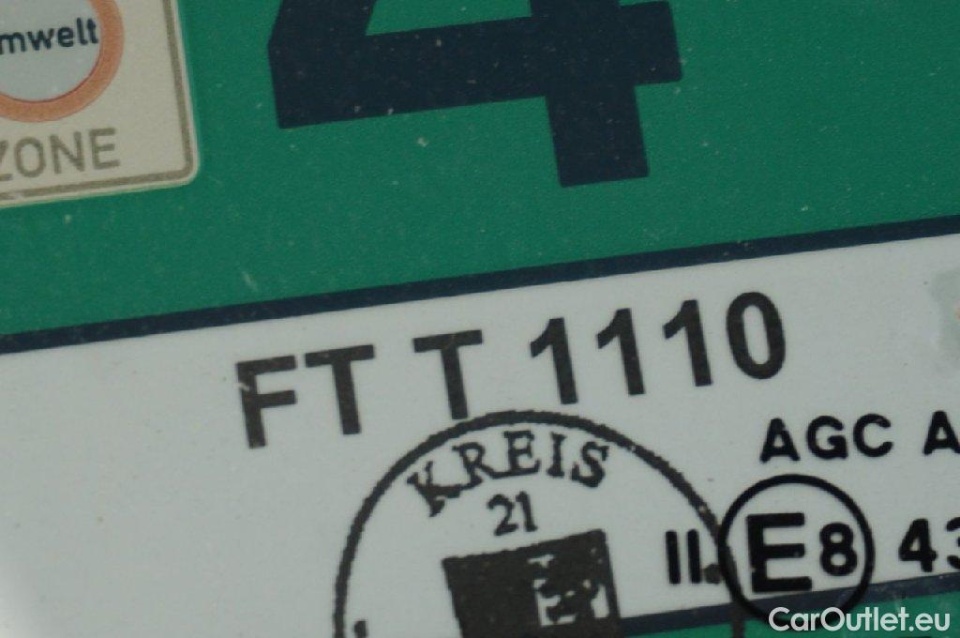 mwelt
ZONE
4
FT T 1110
KREIS
21
AGC A
II. E8 43
CarOutlet.eu